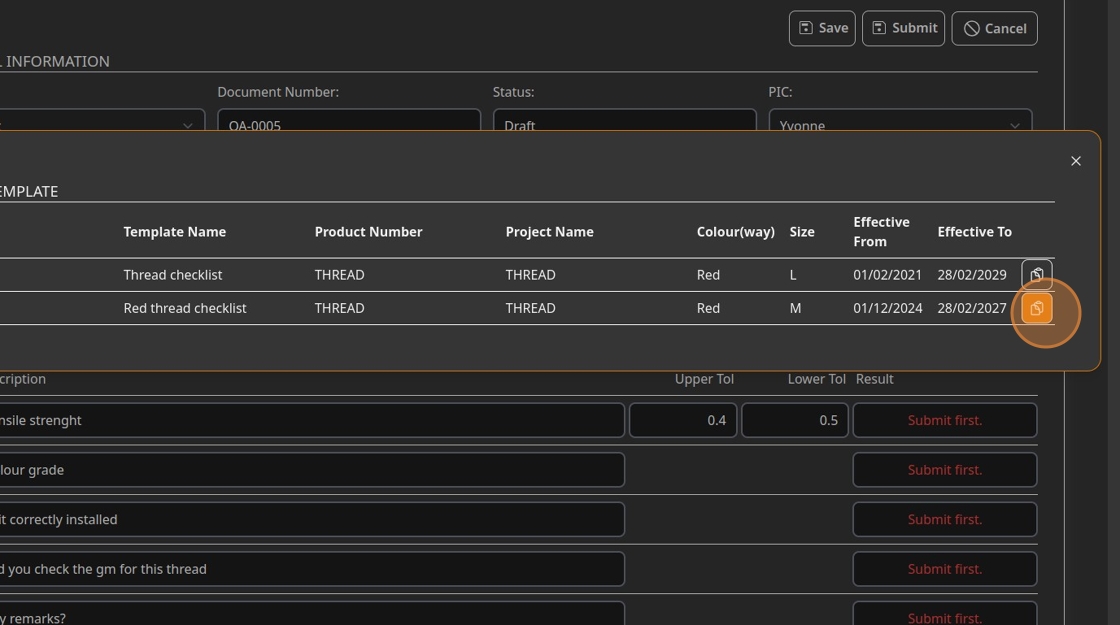 Save Submit Cancel
L INFORMATION
Document Number: Status: PIC:
QA-0005 Draft Yvonne
EMPLATE
Template Name Product Number Project Name Colour(way) Size Effective From Effective To
Thread checklist THREAD THREAD Red L 01/02/2021 28/02/2029
Red thread checklist THREAD THREAD Red M 01/12/2024 28/02/2027
cription Upper Tol Lower Tol Result
nsile strenght 0.4 0.5 Submit first.
lour grade Submit first.
it correctly installed Submit first.
d you check the gm for this thread Submit first.
y remarks? Submit first.